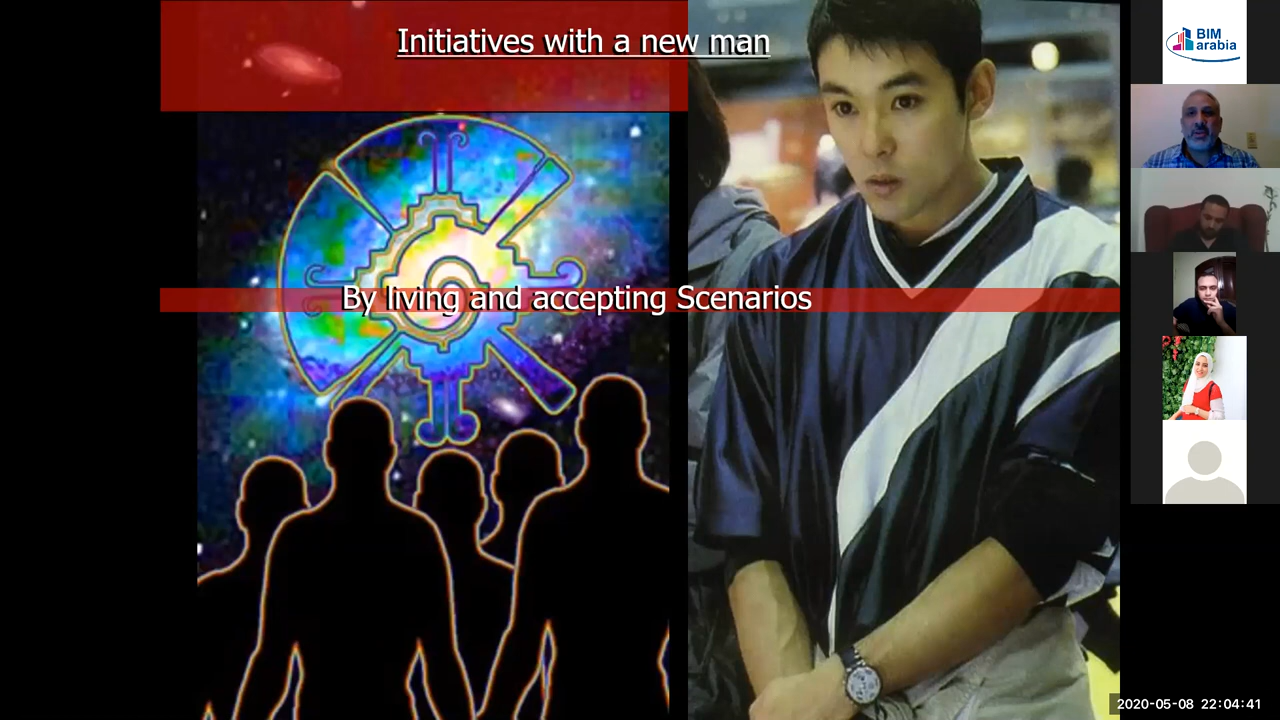 Initiatives with a new man
By living and accepting Scenarios
BIM
arabia
2020-05-08 22:04:41